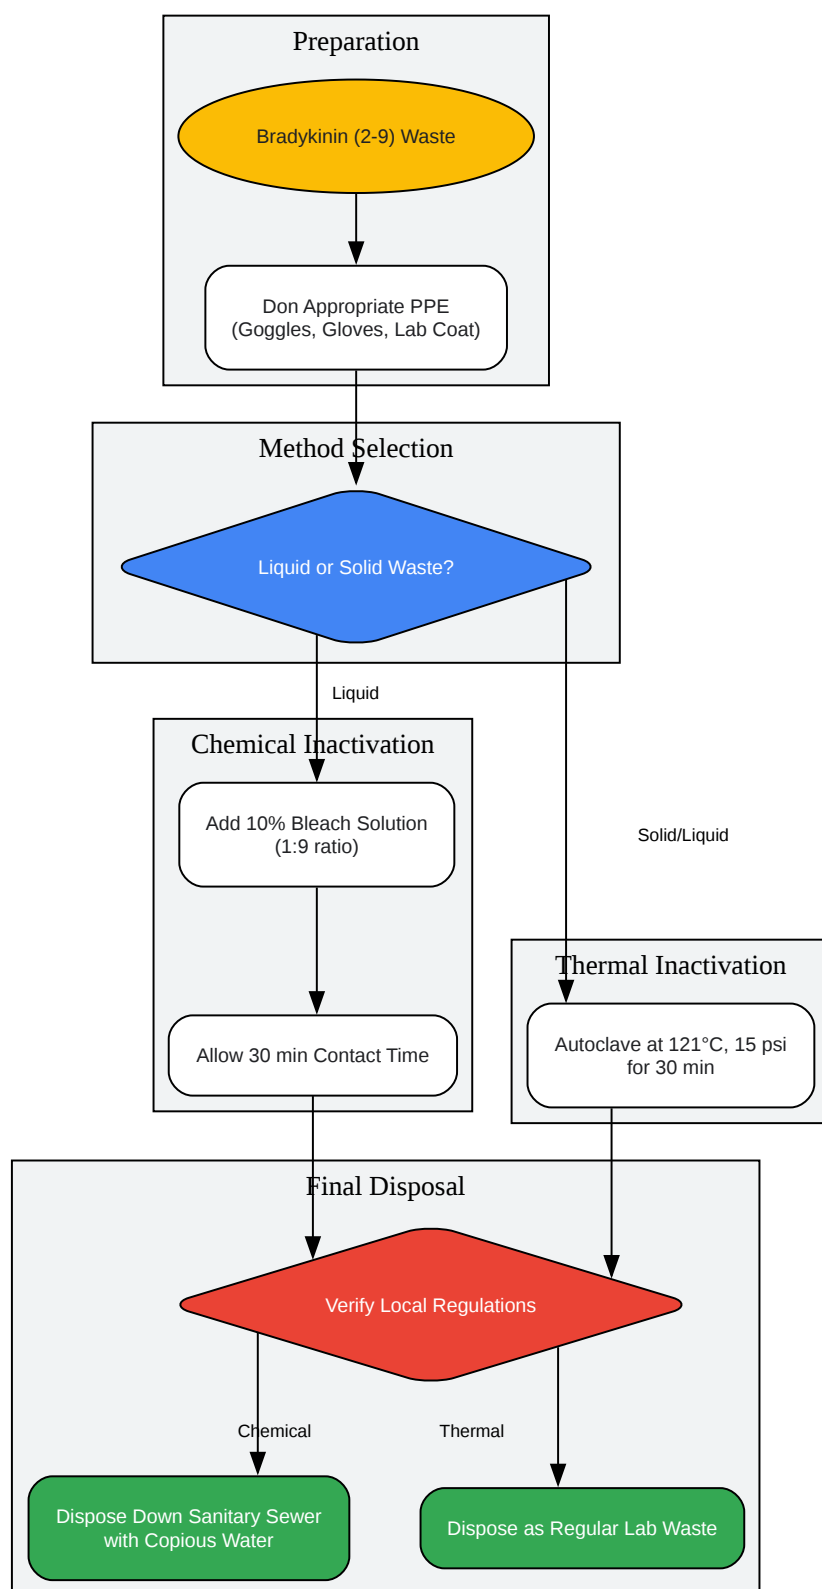 Preparation
Bradykinin (2-9) Waste
Don Appropriate PPE
(Goggles, Gloves, Lab Coat)
Method Selection
Liquid or Solid Waste?
Liquid
Chemical Inactivation
Add 10% Bleach Solution
(1:9 ratio)
Solid/Liquid
Thermal Inactivation
Allow 30 min Contact Time
Autoclave at 121°C, 15 psi
for 30 min
Final Disposal
Verify Local Regulations
Chemical
Thermal
Dispose Down Sanitary Sewer
with Copious Water
Dispose as Regular Lab Waste